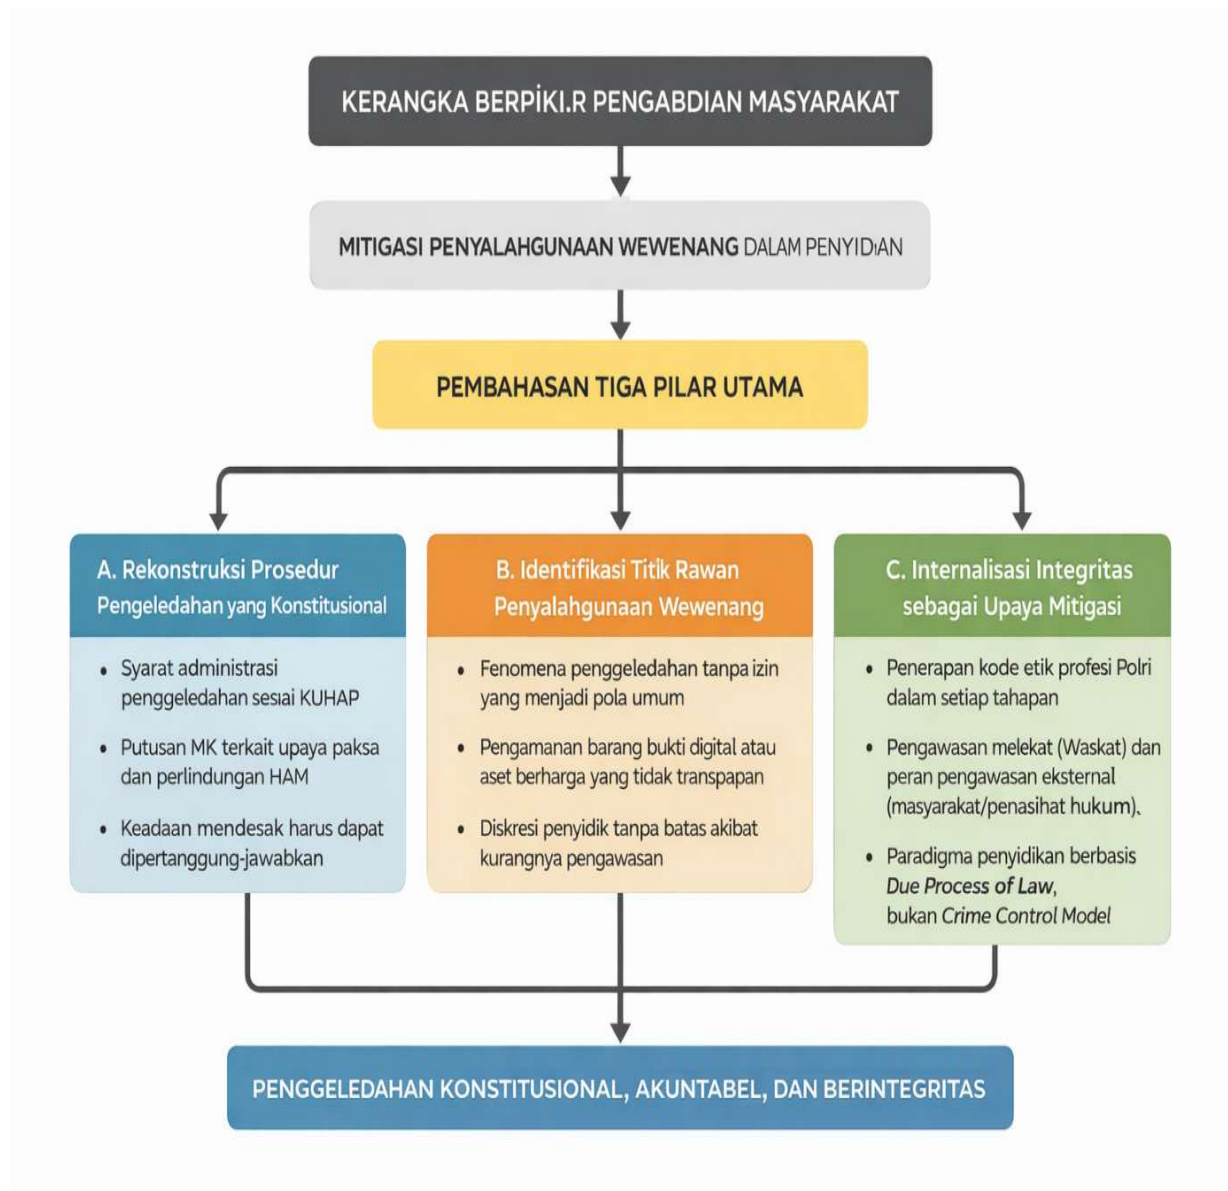 KERANGKA BERPİKI.R PENGABDIAN MASYARAKAT
MITIGASI PENYALAHGUNAAN WEWENANG DALAM PENYIDıAN
PEMBAHASAN TIGA PILAR UTAMA
A. Rekonstruksi Prosedur
Pengeledahan yang Konstitusional
• Syarat administrasi
penggeledahan sesiai KUHAP
• Putusan MK terkait upaya paksa
dan perlindungan HAM
• Keadaan mendesak harus dapat
dipertanggung-jawabkan
B. Identifikasi Titik Rawan
Penyalahgunaan Wewenang
• Fenomena penggeledahan tanpa izin
yang menjadi pola umum
• Pengamanan barang bukti digital atau
aset berharga yang tidak transpapan
• Diskresi penyidik tanpa batas akibat
kurangnya pengawasan
C. Internalisasi Integritas
sebagai Upaya Mitigasi
• Penerapan kode etik profesi Polri
dalam setiap tahapan
• Pengawasan melekat (Waskat) dan
peran pengawasan eksternal
(masyarakat/penasihat hukum).
• Paradigma penyidikan berbasis
Due Process of Law,
bukan Crime Control Model
PENGGELEDAHAN KONSTITUSIONAL, AKUNTABEL, DAN BERINTEGRITAS